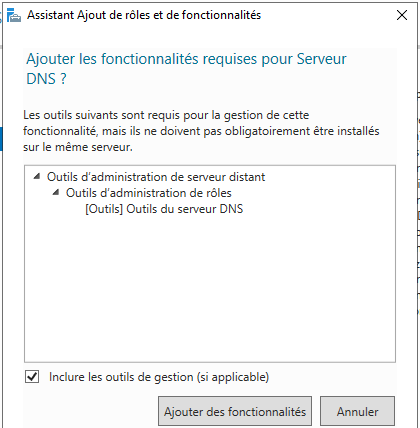 Assistant Ajout de rôles et de fonctionnalités
Ajouter les fonctionnalités requises pour Serveur
DNS ?
Les outils suivants sont requis pour la gestion de cette
fonctionnalité, mais ils ne doivent pas obligatoirement être installés
sur le même serveur.
Outils d'administration de serveur distant
Outils d'administration de rôles
[Outils] Outils du serveur DNS
Inclure les outils de gestion (si applicable)
Ajouter des fonctionnalités
Annuler